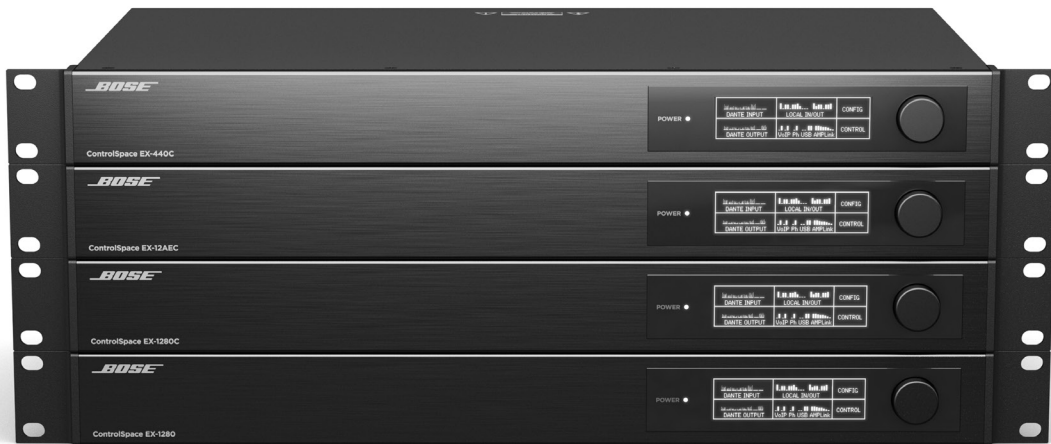 BOSE
POWER
DANTE INPUT
LOCAL IN/OUT
CONFIG
DANTE OUTPUT
VoIP Ph USB AMPLink
CONTROL
ControlSpace EX-440C
BOSE
POWER
DANTE INPUT
LOCAL IN/OUT
CONFIG
DANTE OUTPUT
VoIP Ph USB AMPLink
CONTROL
ControlSpace EX-12AEC
BOSE
POWER
DANTE INPUT
LOCAL IN/OUT
CONFIG
DANTE OUTPUT
VoIP Ph USB AMPLink
CONTROL
ControlSpace EX-1280C
BOSE
POWER
DANTE INPUT
LOCAL IN/OUT
CONFIG
DANTE OUTPUT
VoIP Ph USB AMPLink
CONTROL
ControlSpace EX-1280